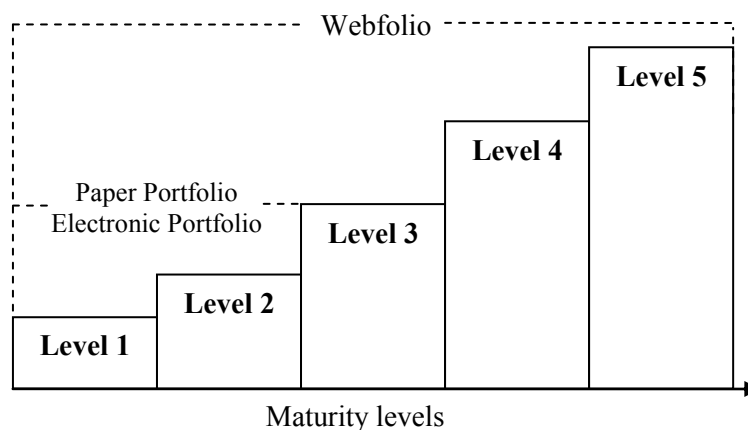 Webfolio
Level 5
Level 4
Paper Portfolio
Electronic Portfolio
Level 3
Level 2
Level 1
Maturity levels